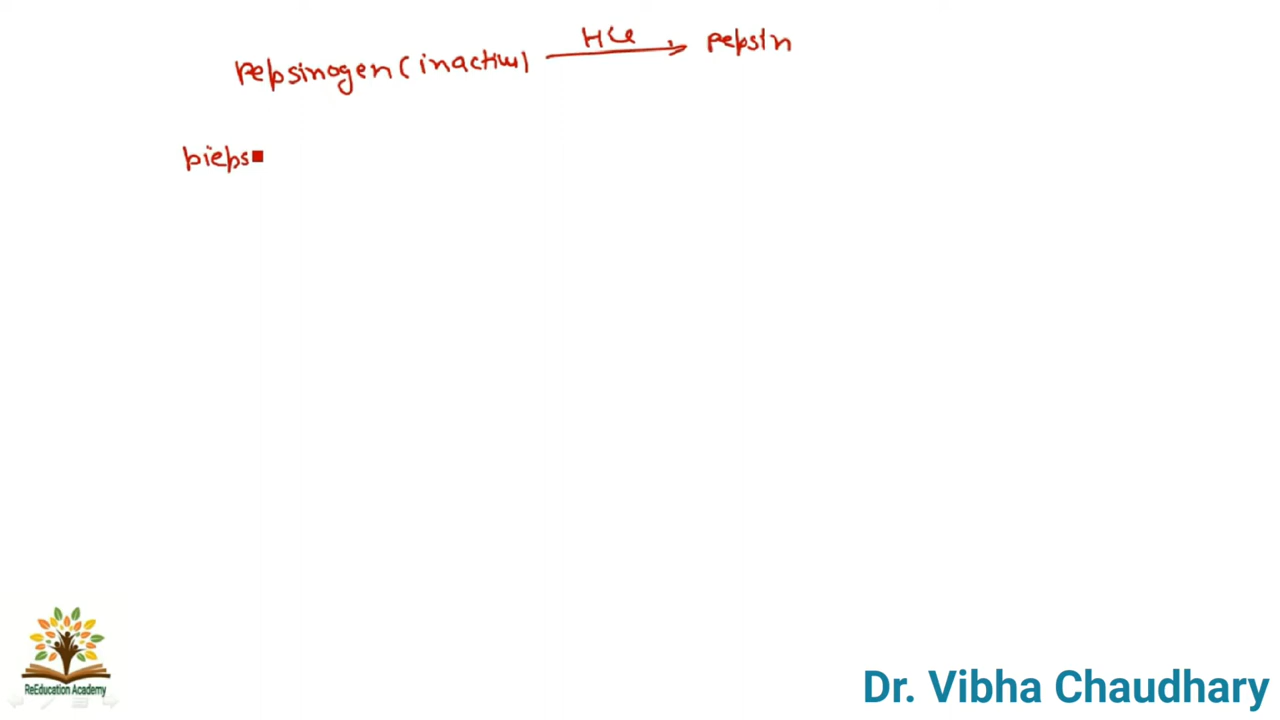 HCl
Pepsinogen (inactive) → Pepsin
ReEducation Academy
Dr. Vibha Chaudhary